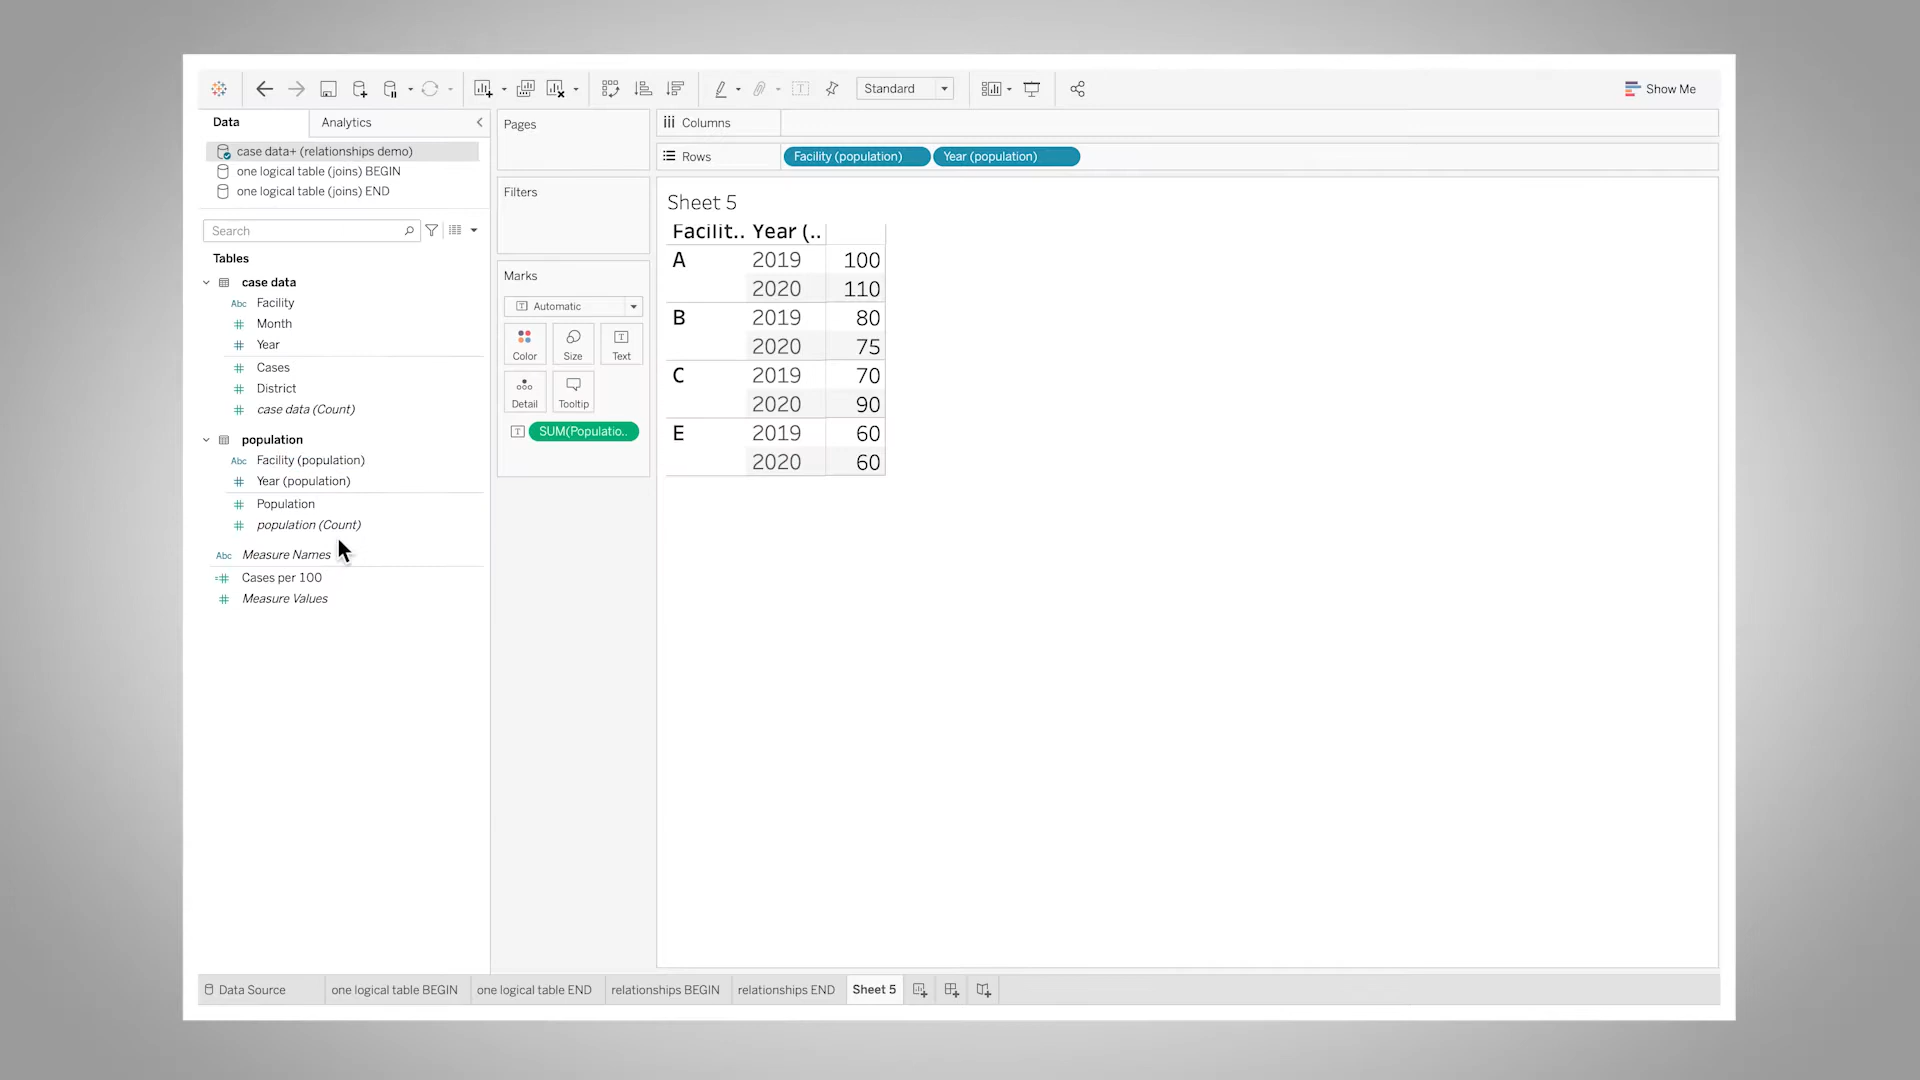 Standard
Show Me
Data
Analytics
case data+ (relationships demo)
one logical table (joins) BEGIN
one logical table (joins) END
Search
Tables
case data
Abc Facility
# Month
# Year
# Cases
# District
# case data (Count)
population
Abc Facility (population)
# Year (population)
# Population
# population (Count)
Abc Measure Names
=# Cases per 100
# Measure Values
Pages
Filters
Marks
T Automatic
Color
Size
T
Text
Detail
Tooltip
T SUM(Populatio..
Columns
Rows
Facility (population)
Year (population)
Sheet 5
Facilit.. Year (..
A 2019 100
2020 110
B 2019 80
2020 75
C 2019 70
2020 90
E 2019 60
2020 60
Data Source
one logical table BEGIN
one logical table END
relationships BEGIN
relationships END
Sheet 5